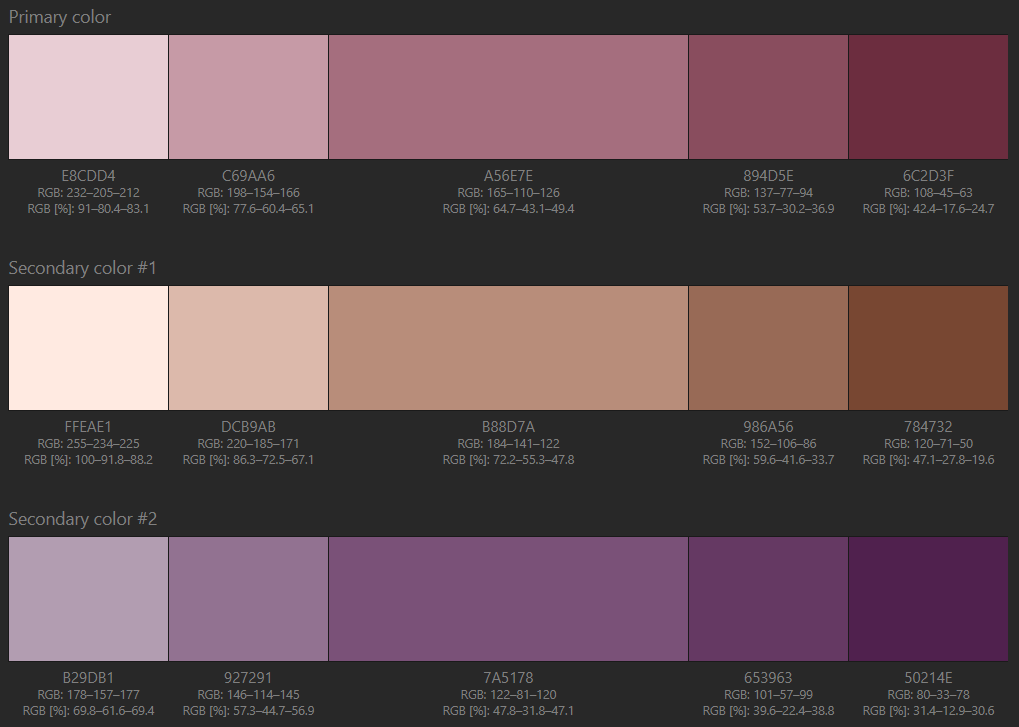 Primary color
E8CDD4 C69AA6 A56E7E 894D5E 6C2D3F
RGB: 232–205–212 RGB: 198–154–166 RGB: 165–110–126 RGB: 137–77–94 RGB: 108–45–63
RGB [%]: 91–80.4–83.1 RGB [%]: 77.6–60.4–65.1 RGB [%]: 64.7–43.1–49.4 RGB [%]: 53.7–30.2–36.9 RGB [%]: 42.4–17.6–24.7
Secondary color #1
FFEAE1 DCB9AB B88D7A 986A56 784732
RGB: 255–234–225 RGB: 220–185–171 RGB: 184–141–122 RGB: 152–106–86 RGB: 120–71–50
RGB [%]: 100–91.8–88.2 RGB [%]: 86.3–72.5–67.1 RGB [%]: 72.2–55.3–47.8 RGB [%]: 59.6–41.6–33.7 RGB [%]: 47.1–27.8–19.6
Secondary color #2
B29DB1 927291 7A5178 653963 50214E
RGB: 178–157–177 RGB: 146–114–145 RGB: 122–81–120 RGB: 101–57–99 RGB: 80–33–78
RGB [%]: 69.8–61.6–69.4 RGB [%]: 57.3–44.7–56.9 RGB [%]: 47.8–31.8–47.1 RGB [%]: 39.6–22.4–38.8 RGB [%]: 31.4–12.9–30.6